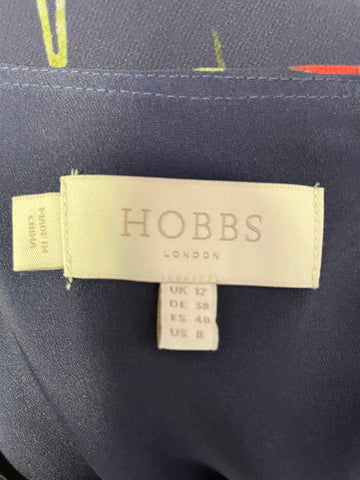 HOBBS
LONDON
MADE IN
CHINA
UK 12
DE 38
ES 40
US 8